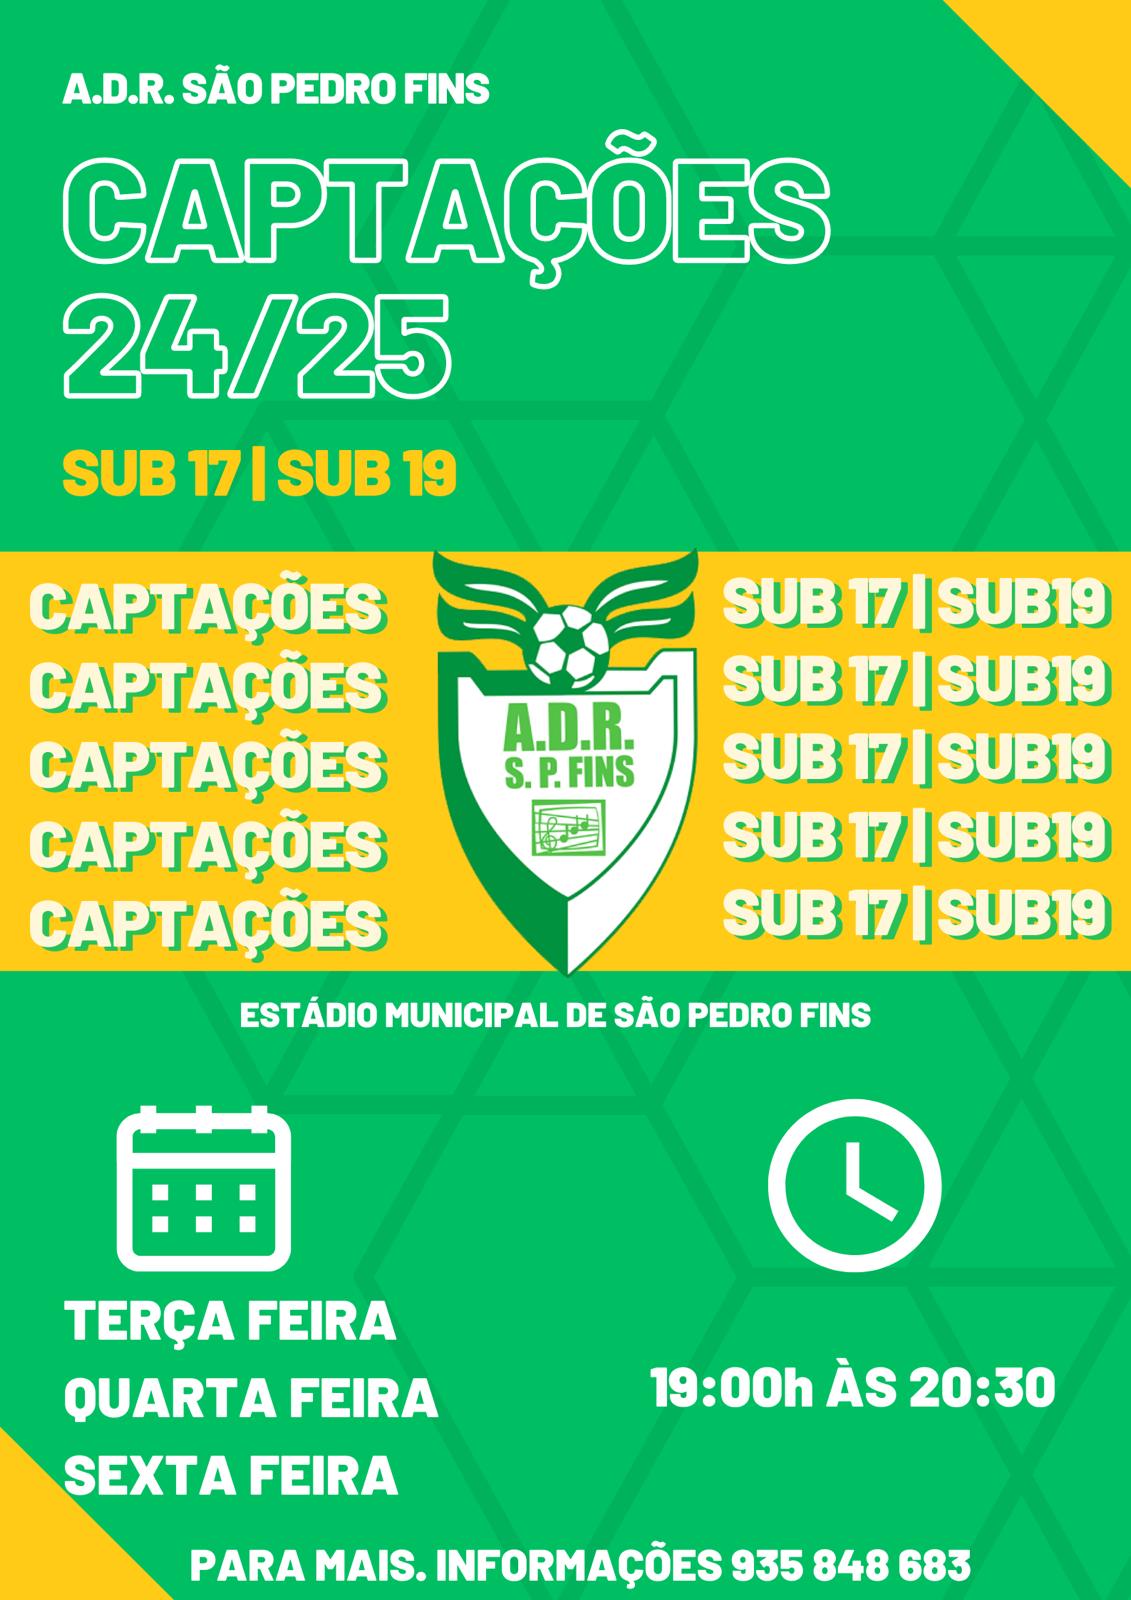 A.D.R. SÃO PEDRO FINS
CAPTAÇÕES
24/25
SUB 17 | SUB 19
CAPTAÇÕES
CAPTAÇÕES
CAPTAÇÕES
CAPTAÇÕES
CAPTAÇÕES
A.D.R.
S. P. FINS
SUB 17 | SUB19
SUB 17 | SUB19
SUB 17 | SUB19
SUB 17 | SUB19
SUB 17 | SUB19
ESTÁDIO MUNICIPAL DE SÃO PEDRO FINS
TERÇA FEIRA
QUARTA FEIRA
SEXTA FEIRA
19:00h ÀS 20:30
PARA MAIS. INFORMAÇÕES 935 848 683